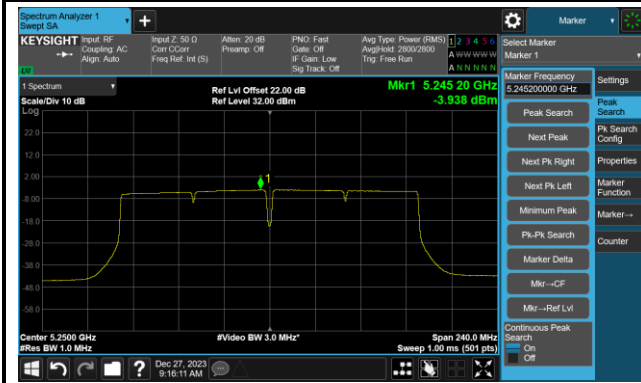 Spectrum Analyzer 1
Swept SA
+
Marker
KEYSIGHT
Input: RF
Coupling: AC
Align: Auto
Input Z: 50 Ω
Corr CCorr
Freq Ref: Int (S)
Atten: 20 dB
Preamp: Off
PNO: Fast
Gate: Off
IF Gain: Low
Sig Track: Off
Avg Type: Power (RMS)
Avg|Hold: 2800/2800
Trig: Free Run
1 2 3 4 5 6
A W W W W W
A N N N N N
LXI
Select Marker
Marker 1
1 Spectrum
Scale/Div 10 dB
Log
Ref Lvl Offset 22.00 dB
Ref Level 32.00 dBm
Mkr1 5.245 20 GHz
-3.938 dBm
22.0
12.0
2.00
-8.00
-18.0
-28.0
-38.0
-48.0
-58.0
1
Center 5.2500 GHz
#Res BW 1.0 MHz
#Video BW 3.0 MHz*
Span 240.0 MHz
Sweep 1.00 ms (501 pts)
Marker Frequency
5.245200000 GHz
Peak Search
Next Peak
Next Pk Right
Next Pk Left
Minimum Peak
Pk-Pk Search
Marker Delta
Mkr→CF
Mkr→Ref Lvl
Continuous Peak
Search
On
Off
Settings
Peak
Search
Pk Search
Config
Properties
Marker
Function
Marker→
Counter
?
Dec 27, 2023
9:16:11 AM